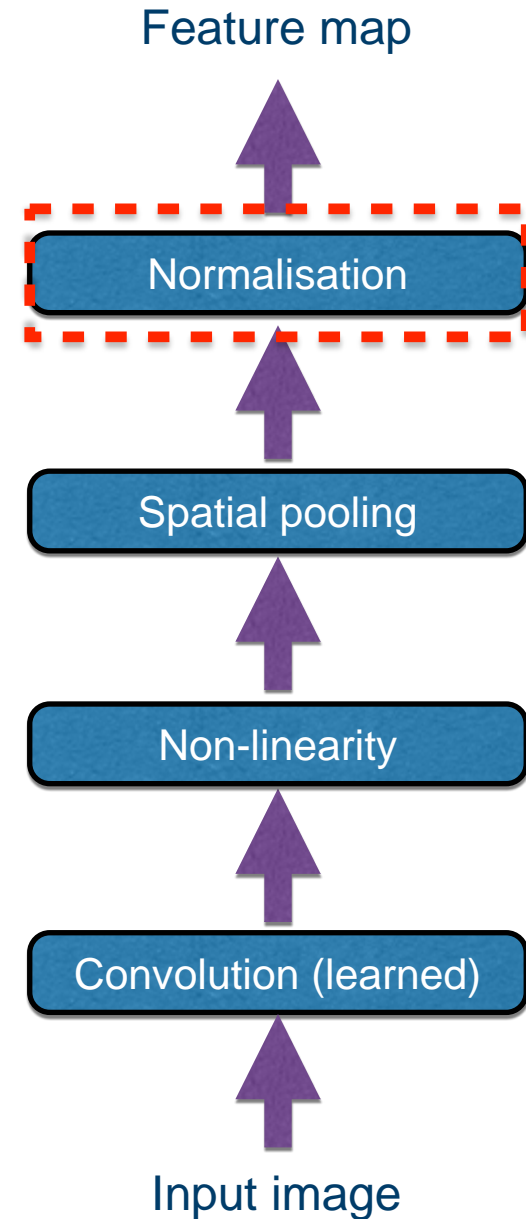 Feature map
Normalisation
Spatial pooling
Non-linearity
Convolution (learned)
Input image